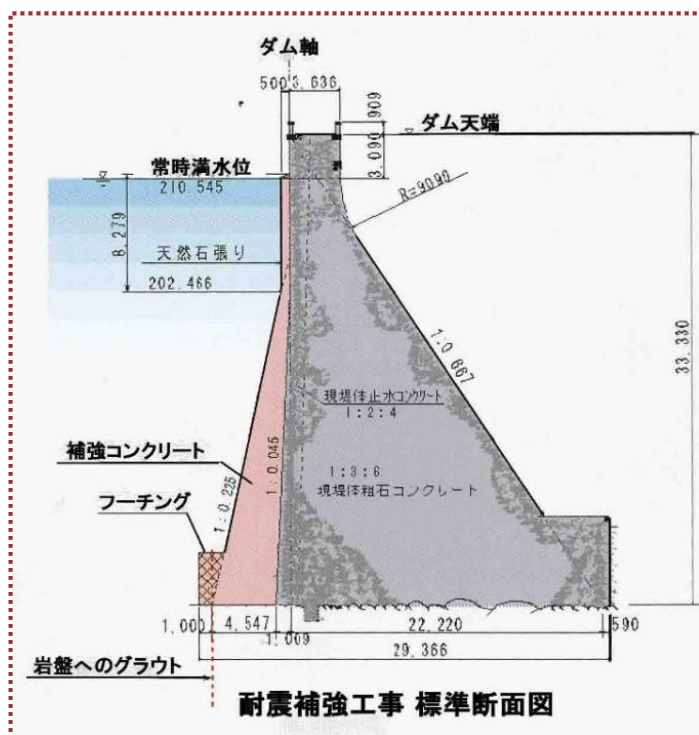 ダム軸
500 3,636
909
ダム天端
3,090
常時満水位
210 545
R=9090
8,279
天然石張り
202.466
1:0.667
33,330
現堤体止水コンクリート
1:2:4
補強コンクリート
1:0.045
1:3:6
現堤体粗石コンクレート
フーチング
1:0.225
1.000
4,547
1.009
22,220
590
29.366
岩盤へのグラウト
耐震補強工事 標準断面図